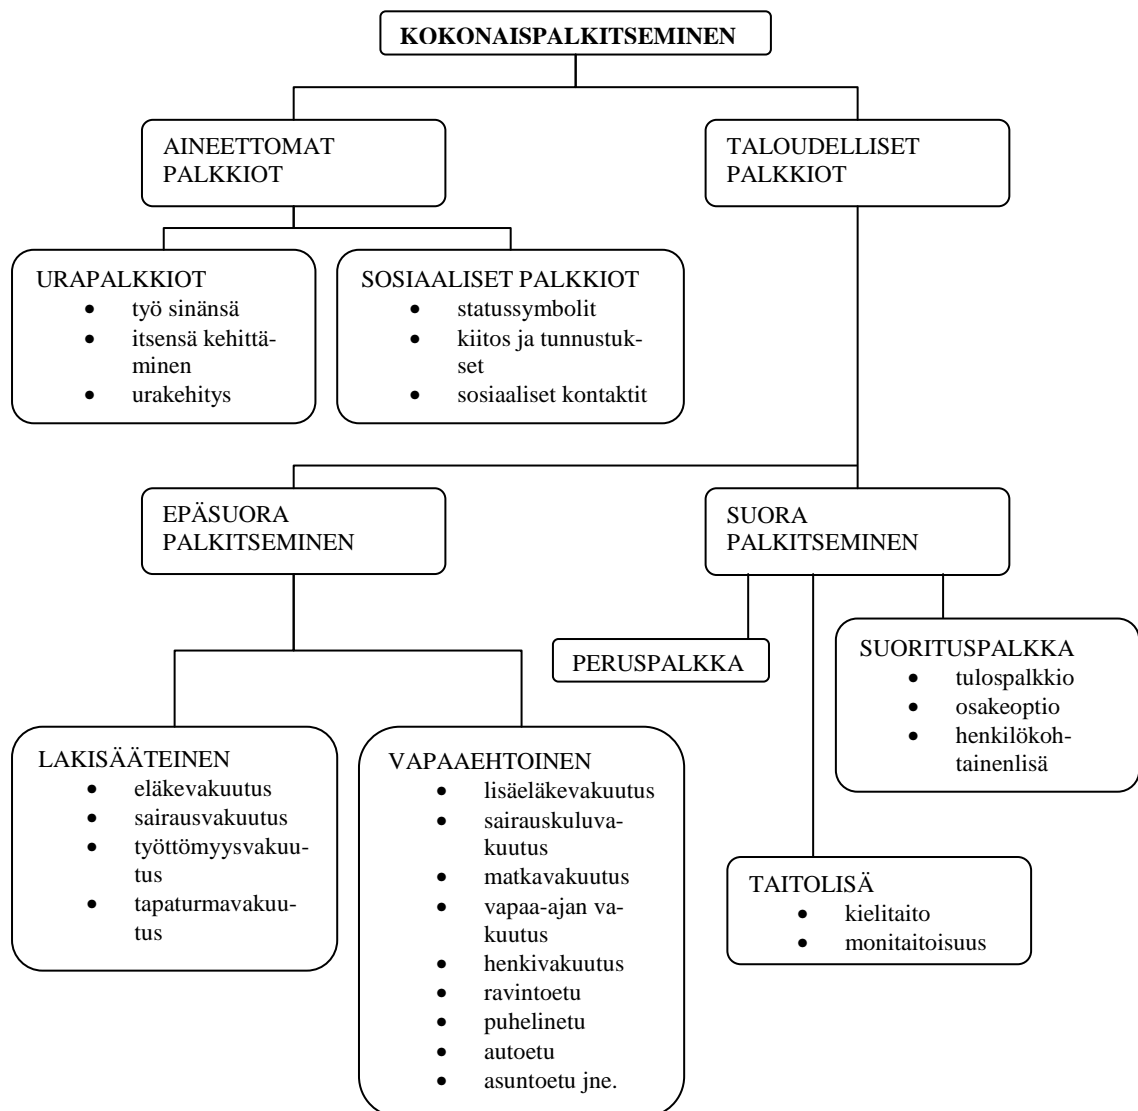 KOKONAISPALKITSEMINEN
AINEETTOMAT
PALKKIOT
TALOUDELLISET
PALKKIOT
URAPALKKIOT
• työ sinänsä
• itsensä kehittä-
minen
• urakehitys
SOSIAALISET PALKKIOT
• statussymbolit
• kiitos ja tunnustuk-
set
• sosiaaliset kontaktit
EPÄSUORA
PALKITSEMINEN
SUORA
PALKITSEMINEN
PERUSPALKKA
SUORITUSPALKKA
• tulospalkkio
• osakeoptio
• henkilökoh-
tainenlisä
LAKISÄÄTEINEN
• eläkevakuutus
• sairausvakuutus
• työttömyysvakuu-
tus
• tapaturmavakuu-
tus
VAPAAEHTOINEN
• lisäeläkevakuutus
• sairauskuluva-
kuutus
• matkavakuutus
• vapaa-ajan va-
kuutus
• henkivakuutus
• ravintoetu
• puhelinetu
• autoetu
• asuntoetu jne.
TAITOLISÄ
• kielitaito
• monitaitoisuus